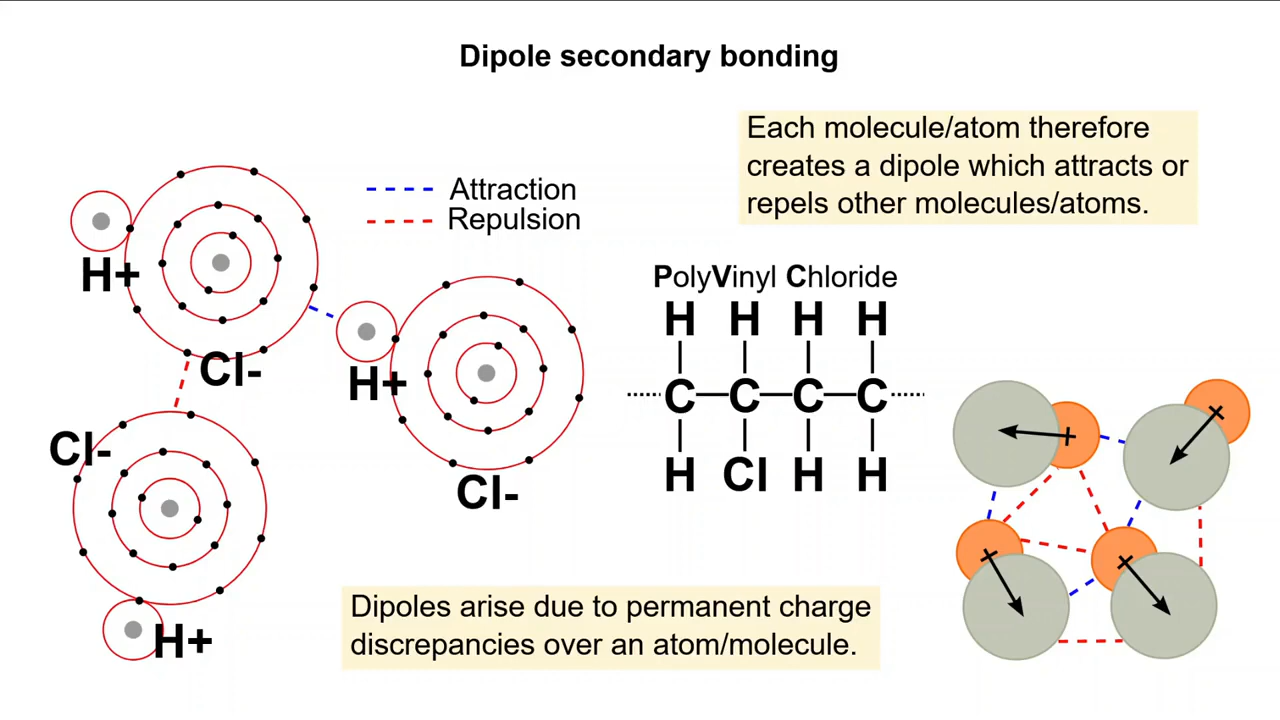 Dipole secondary bonding
Each molecule/atom therefore
creates a dipole which attracts or
repels other molecules/atoms.
Attraction
Repulsion
H+
Cl-
H+
Cl-
Cl-
H+
PolyVinyl Chloride
H H H H
C C C C
H Cl H H
Dipoles arise due to permanent charge
discrepancies over an atom/molecule.